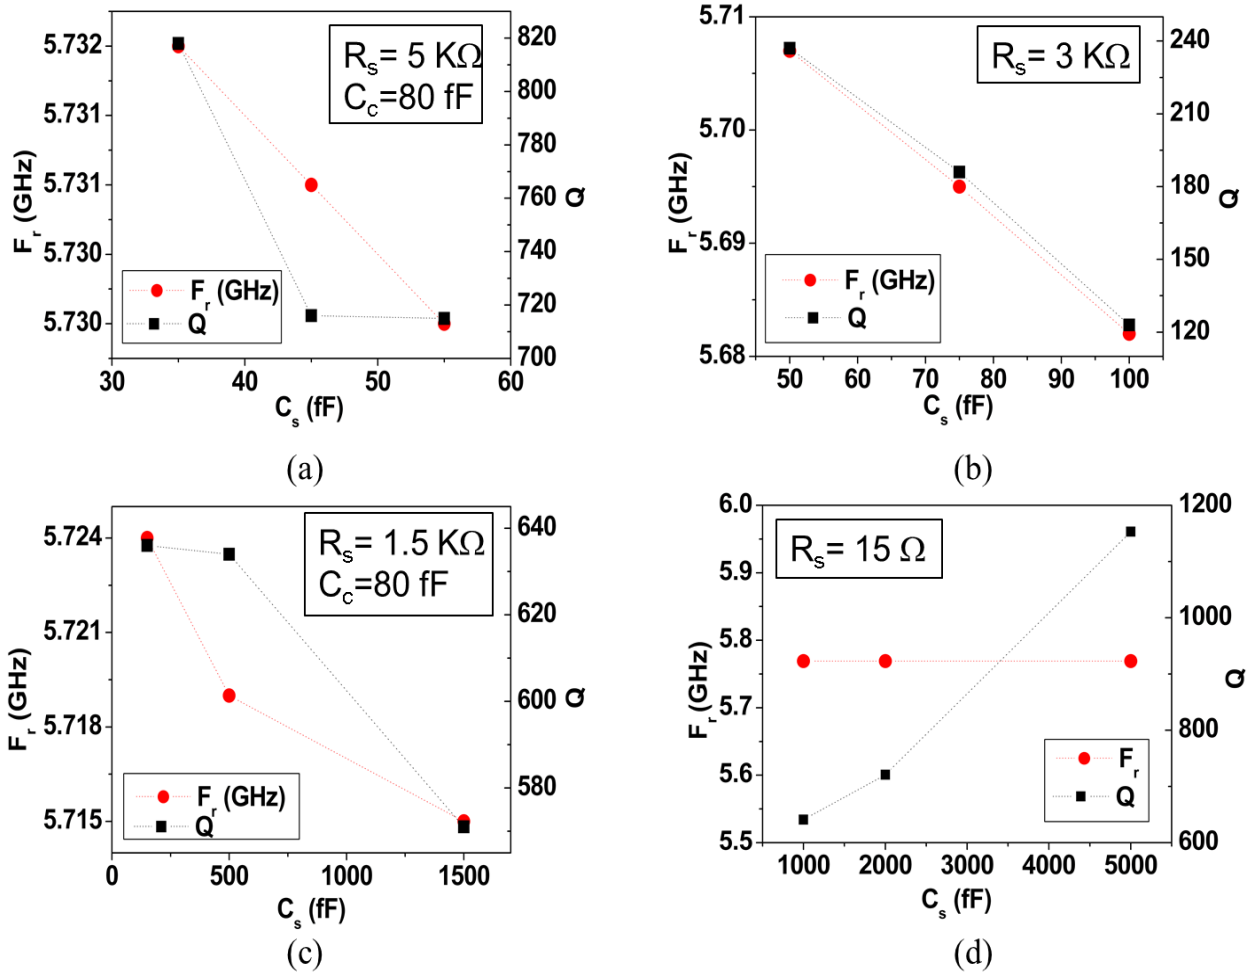 R_s= 5 KΩ
C_c=80 fF
F_r (GHz)
5.732
5.731
5.731
5.730
5.730
820
800
780
760
740
720
700
Q
F_r (GHz)
Q
30
40
50
60
C_s (fF)
(a)
R_s= 3 KΩ
F_r (GHz)
5.71
5.70
5.69
5.68
240
210
180
150
120
Q
F_r (GHz)
Q
50
60
70
80
90
100
C_s (fF)
(b)
R_s= 1.5 KΩ
C_c=80 fF
F_r (GHz)
5.724
5.721
5.718
5.715
640
620
600
580
Q
F_r (GHz)
Q
0
500
1000
1500
C_s (fF)
(c)
R_s= 15 Ω
F_r (GHz)
6.0
5.9
5.8
5.7
5.6
5.5
1200
1000
800
600
Q
F_r
Q
1000
2000
3000
4000
5000
C_s (fF)
(d)